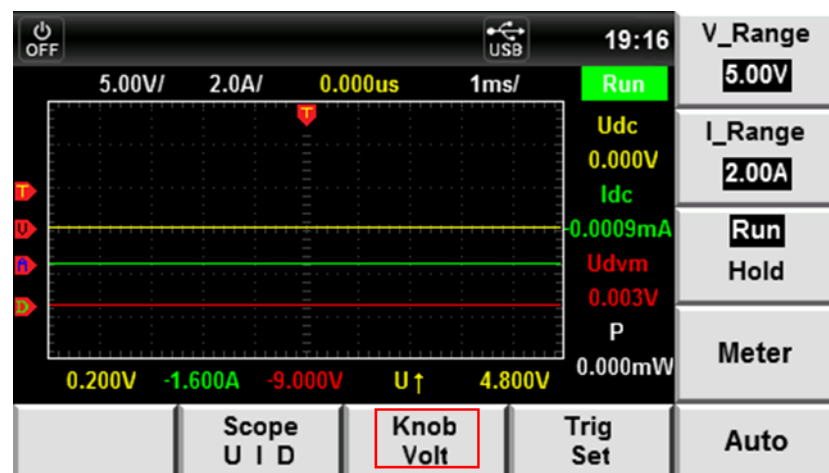 OFF
USB
19:16
5.00V/ 2.0A/ 0.000us 1ms/ Run
T
Udc
0.000V
Idc
T
U
-0.0009mA
A
Udvm
0.003V
D
P
0.000mW
0.200V -1.600A -9.000V U↑ 4.800V
V_Range
5.00V
I_Range
2.00A
Run
Hold
Meter
Auto
Scope
U I D
Knob
Volt
Trig
Set